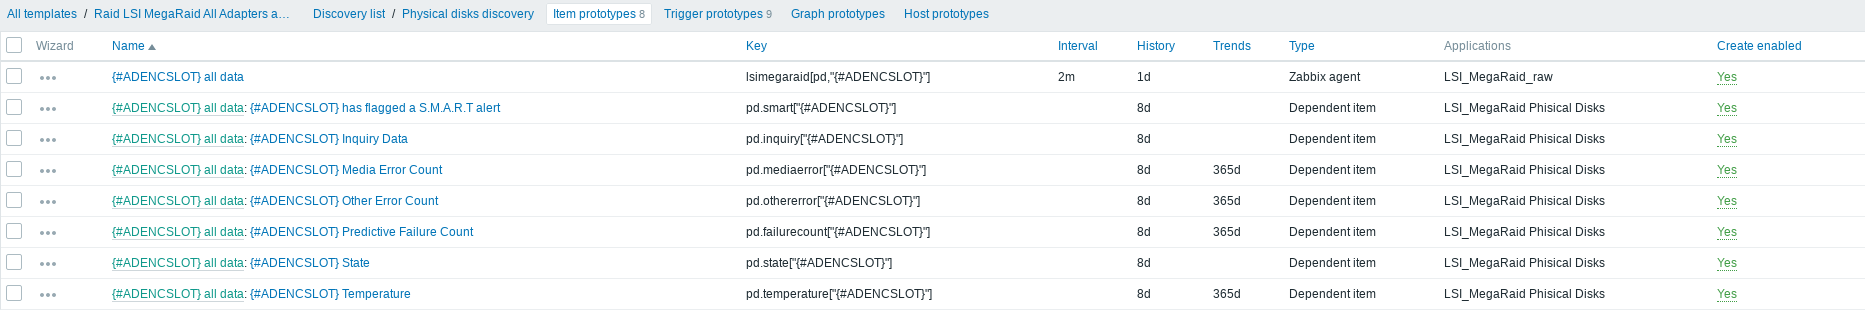 All templates / Raid LSI MegaRaid All Adapters a… Discovery list / Physical disks discovery Item prototypes 8 Trigger prototypes 9 Graph prototypes Host prototypes
Wizard Name Key Interval History Trends Type Applications Create enabled
{#ADENCSLOT} all data lsimegaraid[pd,"{#ADENCSLOT}"] 2m 1d Zabbix agent LSI_MegaRaid_raw Yes
{#ADENCSLOT} all data: {#ADENCSLOT} has flagged a S.M.A.R.T alert pd.smart["{#ADENCSLOT}"] 8d Dependent item LSI_MegaRaid Phisical Disks Yes
{#ADENCSLOT} all data: {#ADENCSLOT} Inquiry Data pd.inquiry["{#ADENCSLOT}"] 8d Dependent item LSI_MegaRaid Phisical Disks Yes
{#ADENCSLOT} all data: {#ADENCSLOT} Media Error Count pd.mediaerror["{#ADENCSLOT}"] 8d 365d Dependent item LSI_MegaRaid Phisical Disks Yes
{#ADENCSLOT} all data: {#ADENCSLOT} Other Error Count pd.othererror["{#ADENCSLOT}"] 8d 365d Dependent item LSI_MegaRaid Phisical Disks Yes
{#ADENCSLOT} all data: {#ADENCSLOT} Predictive Failure Count pd.failurecount["{#ADENCSLOT}"] 8d 365d Dependent item LSI_MegaRaid Phisical Disks Yes
{#ADENCSLOT} all data: {#ADENCSLOT} State pd.state["{#ADENCSLOT}"] 8d Dependent item LSI_MegaRaid Phisical Disks Yes
{#ADENCSLOT} all data: {#ADENCSLOT} Temperature pd.temperature["{#ADENCSLOT}"] 8d 365d Dependent item LSI_MegaRaid Phisical Disks Yes